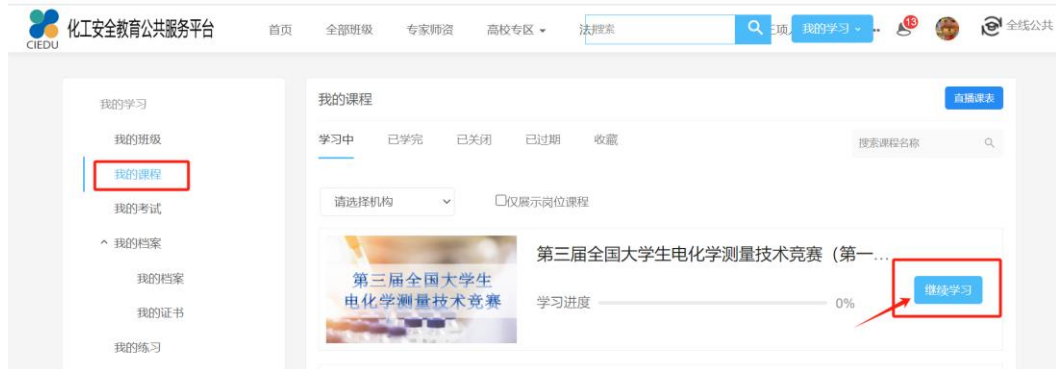 CIEDU
化工安全教育公共服务平台
首页
全部班级
专家师资
高校专区
法
搜索
三项
我的学习
13
全线公共
我的学习
我的班级
我的课程
我的考试
我的档案
我的档案
我的证书
我的练习
我的课程
直播课表
学习中 已学完 已关闭 已过期 收藏
搜索课程名称
请选择机构
仅展示岗位课程
第三届全国大学生
电化学测量技术竞赛
第三届全国大学生电化学测量技术竞赛（第一...
学习进度 0%
继续学习